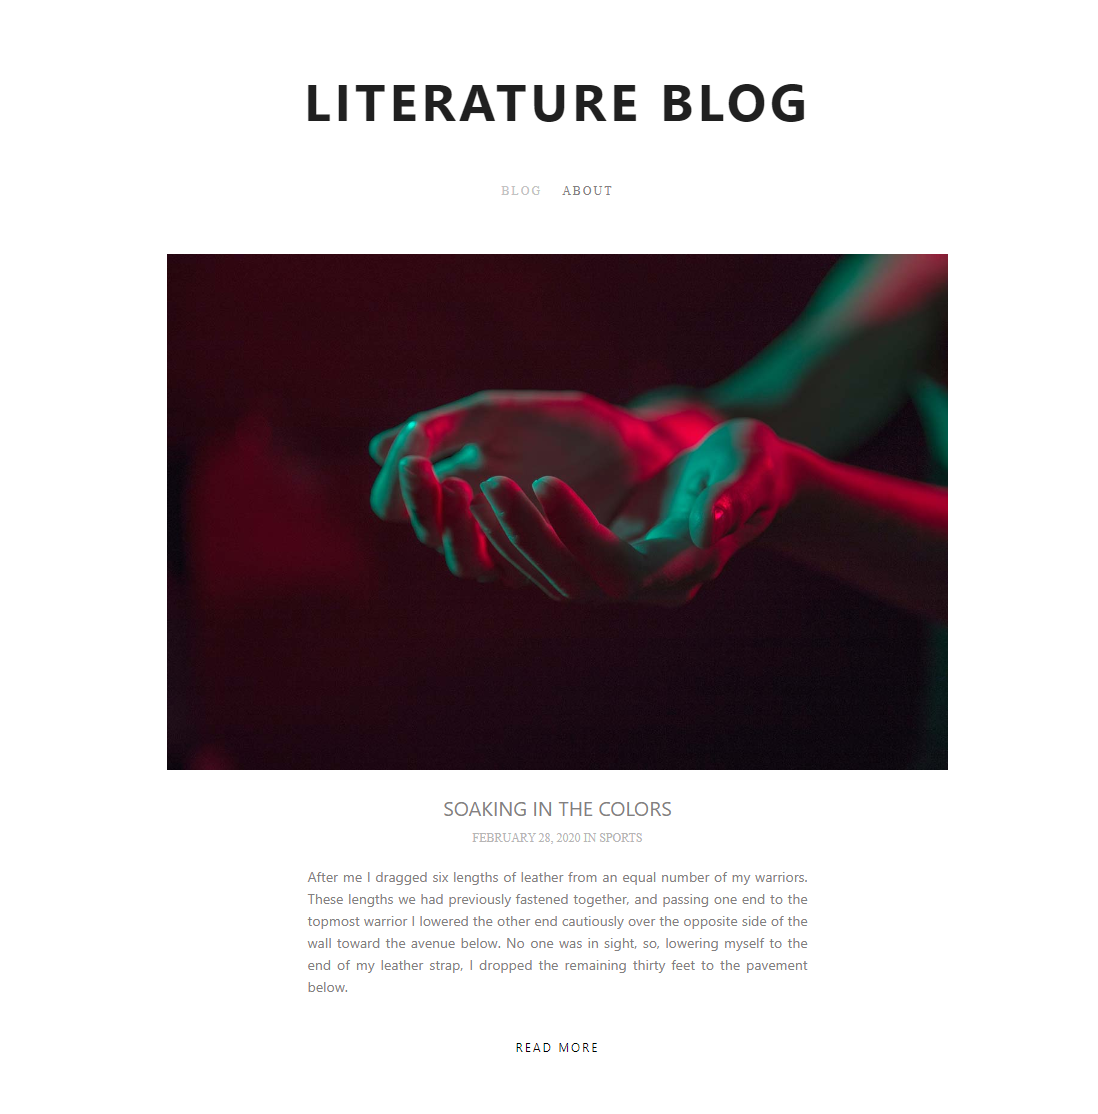 LITERATURE BLOG
BLOG ABOUT
SOAKING IN THE COLORS
FEBRUARY 28, 2020 IN SPORTS
After me I dragged six lengths of leather from an equal number of my warriors.
These lengths we had previously fastened together, and passing one end to the
topmost warrior I lowered the other end cautiously over the opposite side of the
wall toward the avenue below. No one was in sight, so, lowering myself to the
end of my leather strap, I dropped the remaining thirty feet to the pavement
below.
READ MORE